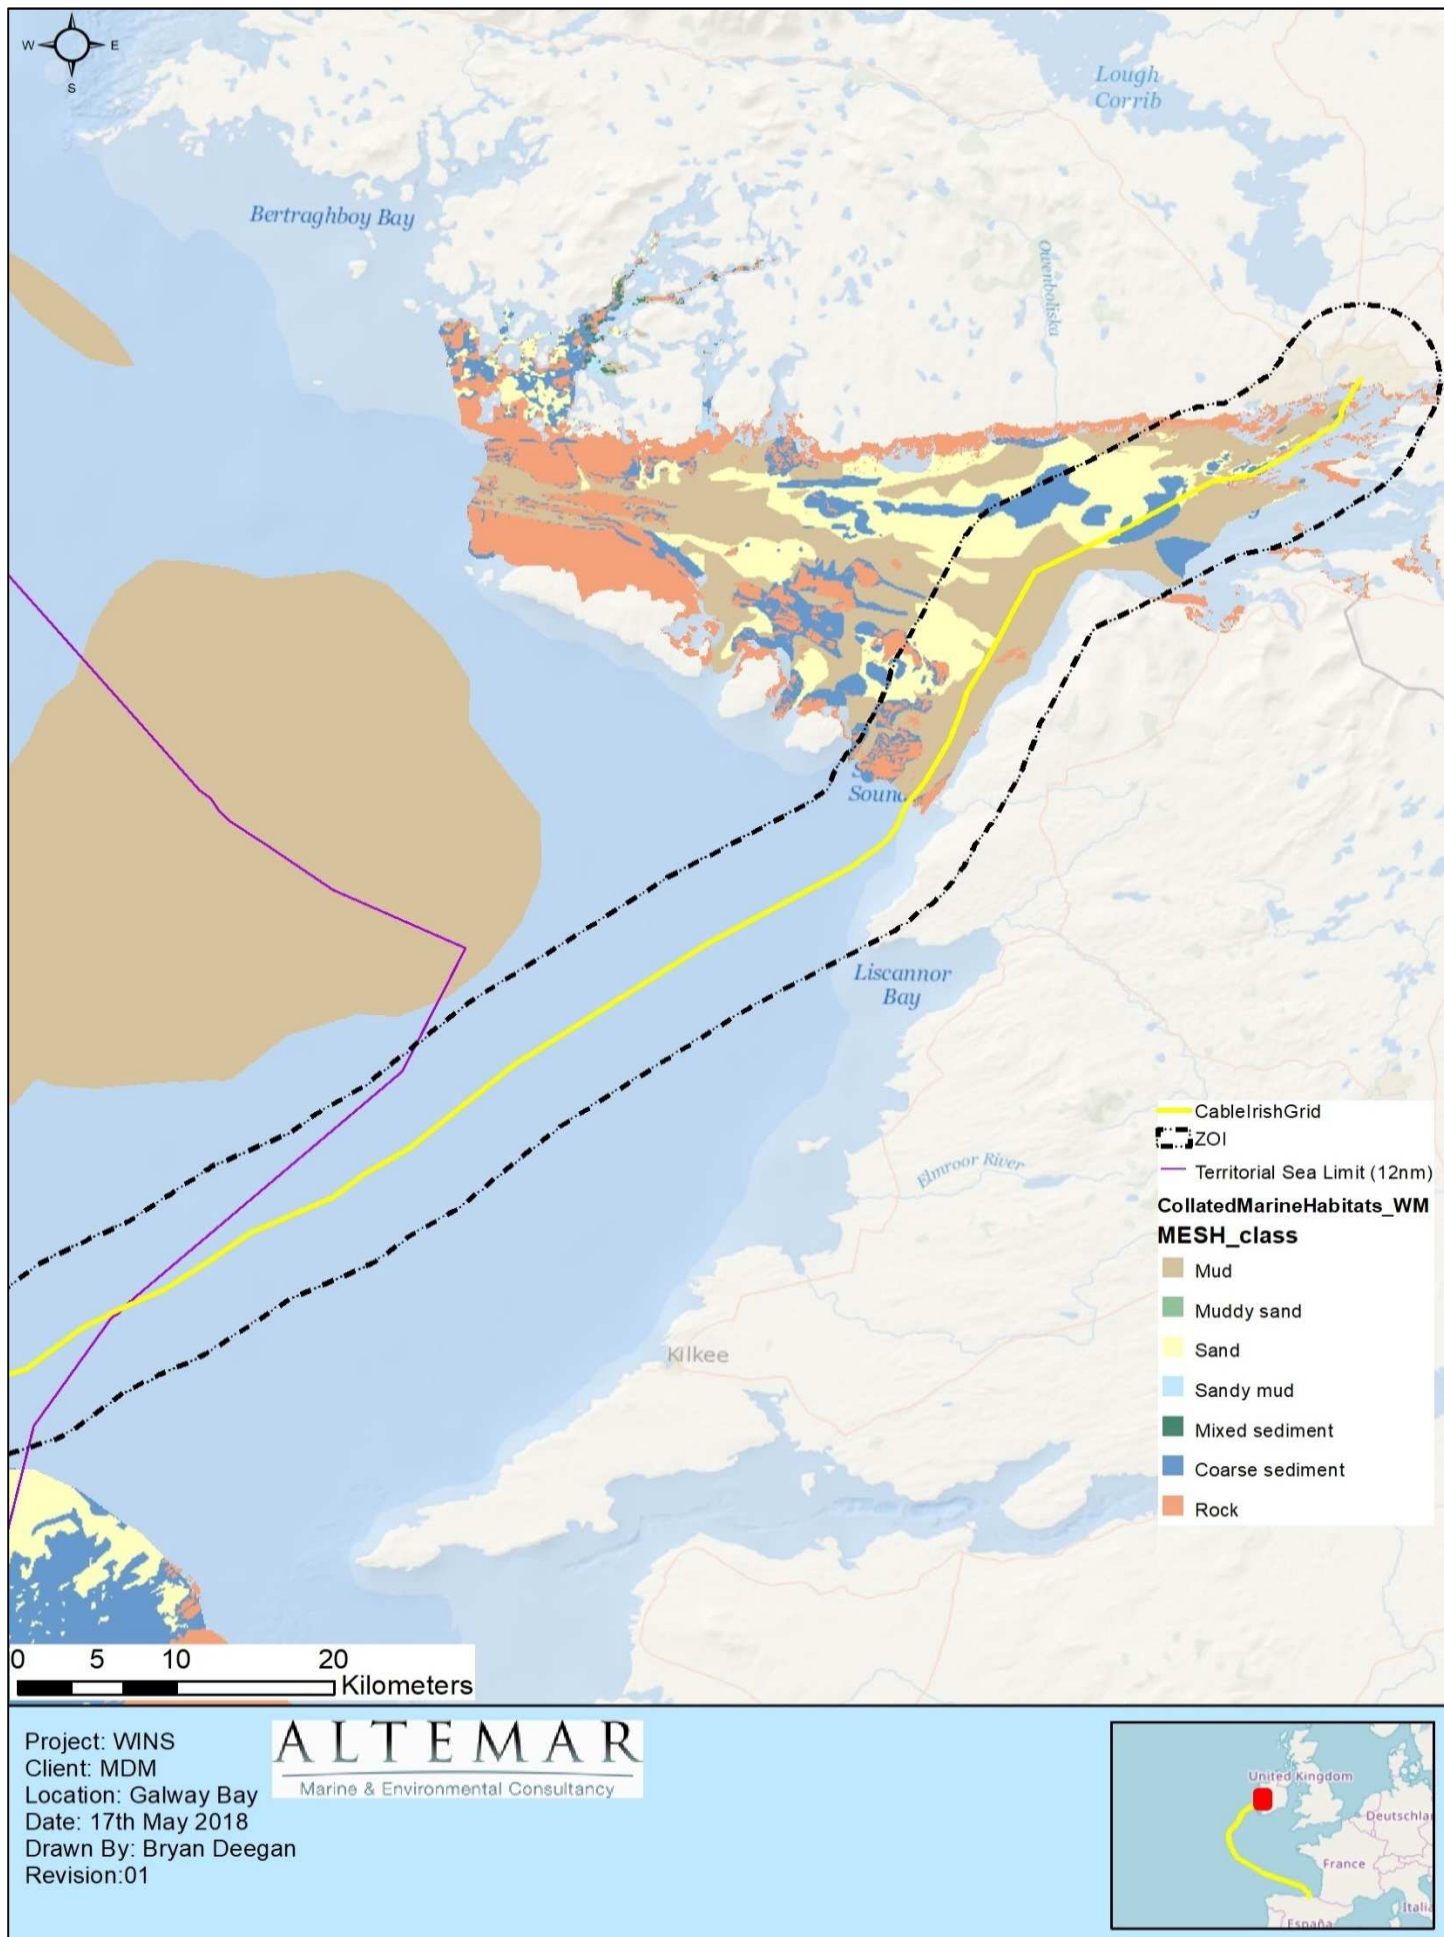 W
E
S
Lough
Corrib
Bertraghboy Bay
Owenboliska
Sound
Liscannor
Bay
CableIrishGrid
ZOI
Territorial Sea Limit (12nm)
CollatedMarineHabitats_WM
MESH_class
Mud
Muddy sand
Sand
Sandy mud
Mixed sediment
Coarse sediment
Rock
Elmroor River
Kilkee
0 5 10 20
Kilometers
Project: WINS
Client: MDM
Location: Galway Bay
Date: 17th May 2018
Drawn By: Bryan Deegan
Revision:01
ALTEMAR
Marine & Environmental Consultancy
United Kingdom
Deutschla
France
Italia
España